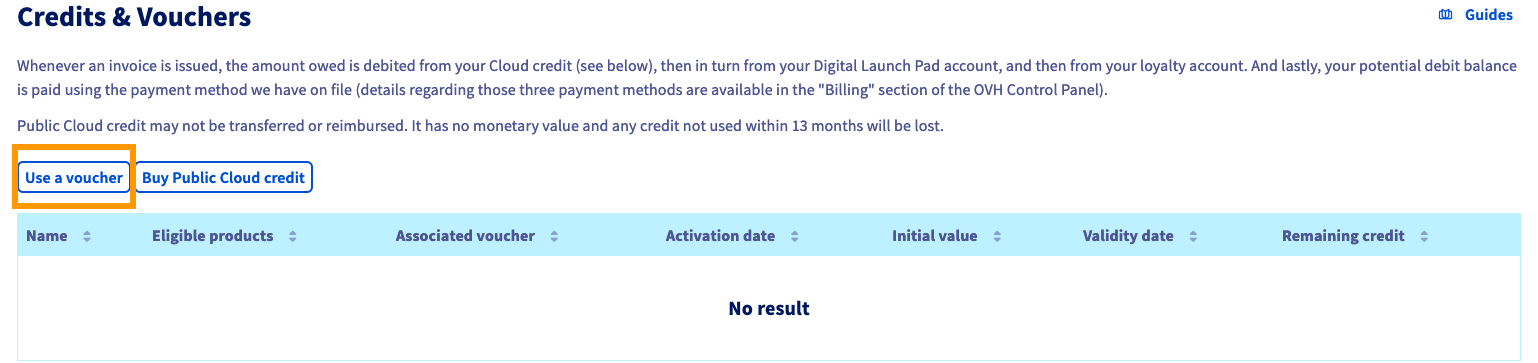 Credits & Vouchers
Guides
Whenever an invoice is issued, the amount owed is debited from your Cloud credit (see below), then in turn from your Digital Launch Pad account, and then from your loyalty account. And lastly, your potential debit balance
is paid using the payment method we have on file (details regarding those three payment methods are available in the "Billing" section of the OVH Control Panel).
Public Cloud credit may not be transferred or reimbursed. It has no monetary value and any credit not used within 13 months will be lost.
Use a voucher Buy Public Cloud credit
Name Eligible products Associated voucher Activation date Initial value Validity date Remaining credit
No result